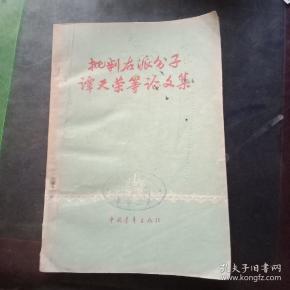 批判右派分子
谭天荣等论文集
中国青年出版社
孔夫子旧书网